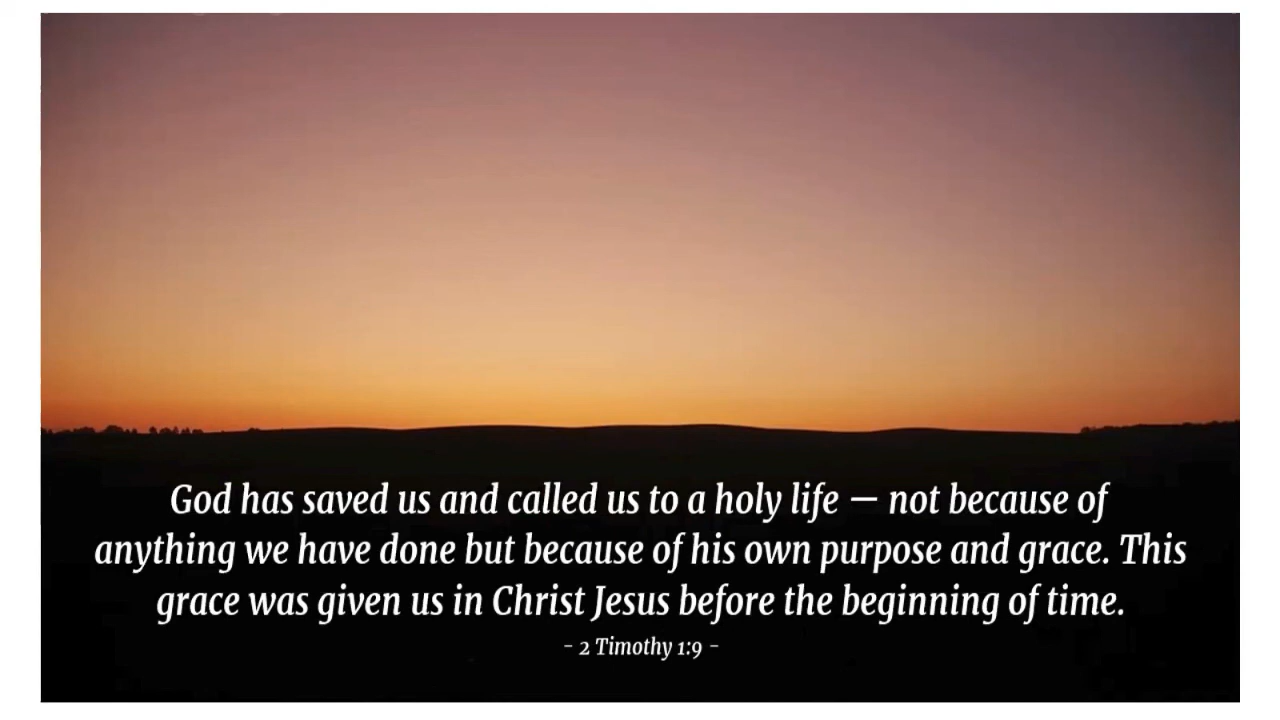 God has saved us and called us to a holy life — not because of
anything we have done but because of his own purpose and grace. This
grace was given us in Christ Jesus before the beginning of time.
- 2 Timothy 1:9 -